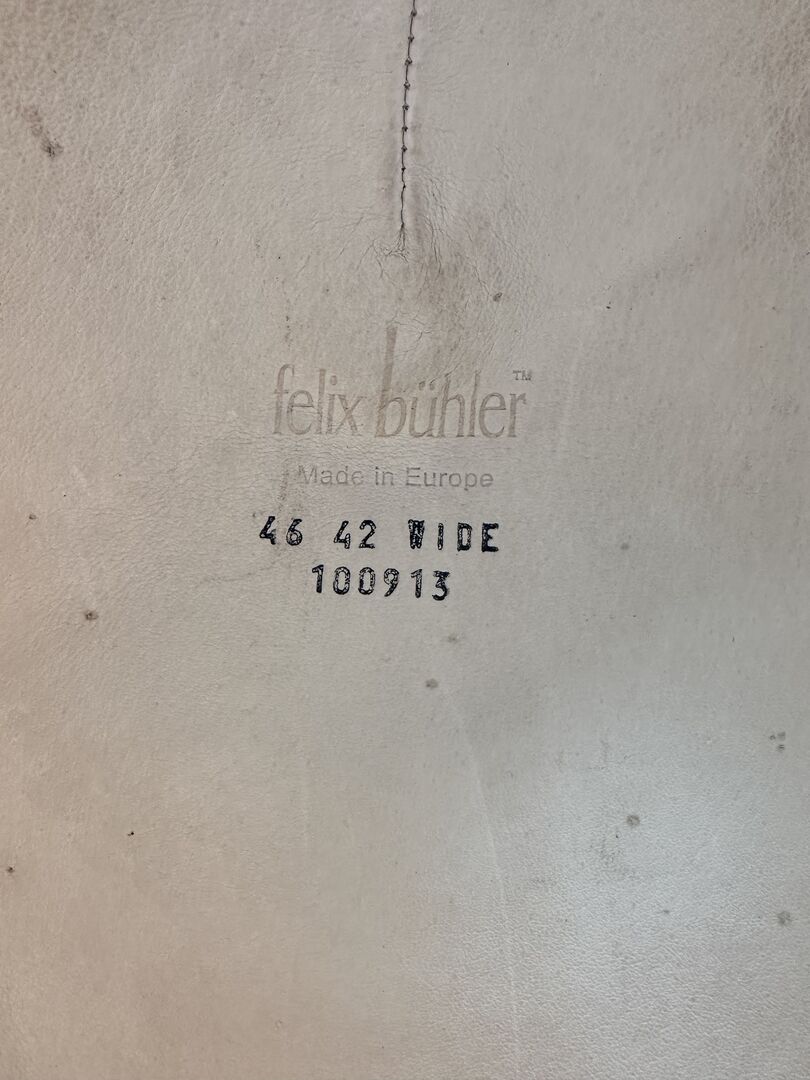 felix bühler™
Made in Europe
46 42 WIDE
100913